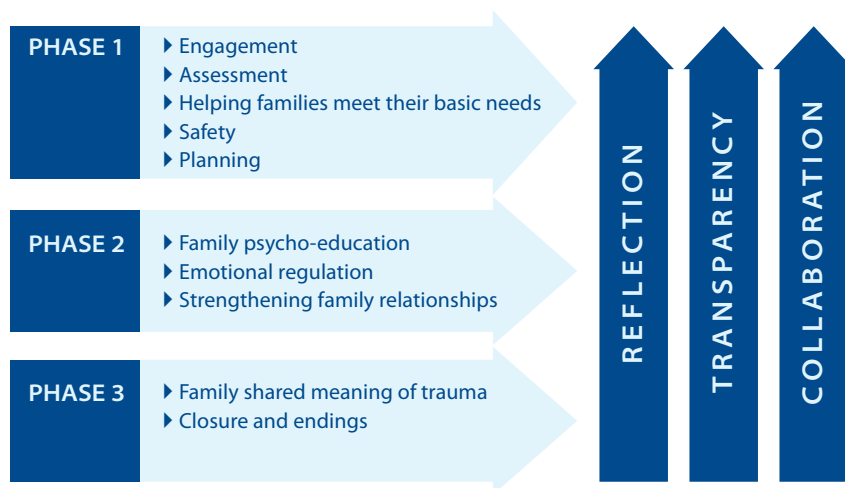 PHASE 1
Engagement
Assessment
Helping families meet their basic needs
Safety
Planning
PHASE 2
Family psycho-education
Emotional regulation
Strengthening family relationships
PHASE 3
Family shared meaning of trauma
Closure and endings
REFLECTION
TRANSPARENCY
COLLABORATION